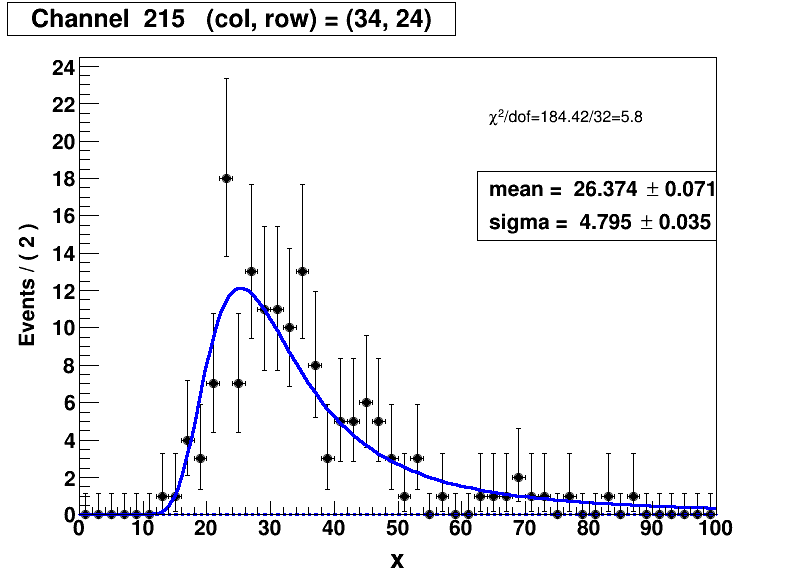 Channel 215 (col, row) = (34, 24)
χ²/dof=184.42/32=5.8
mean = 26.374 ± 0.071
sigma = 4.795 ± 0.035
Events / ( 2 )
24
22
20
18
16
14
12
10
8
6
4
2
0
0 10 20 30 40 50 60 70 80 90 100
x